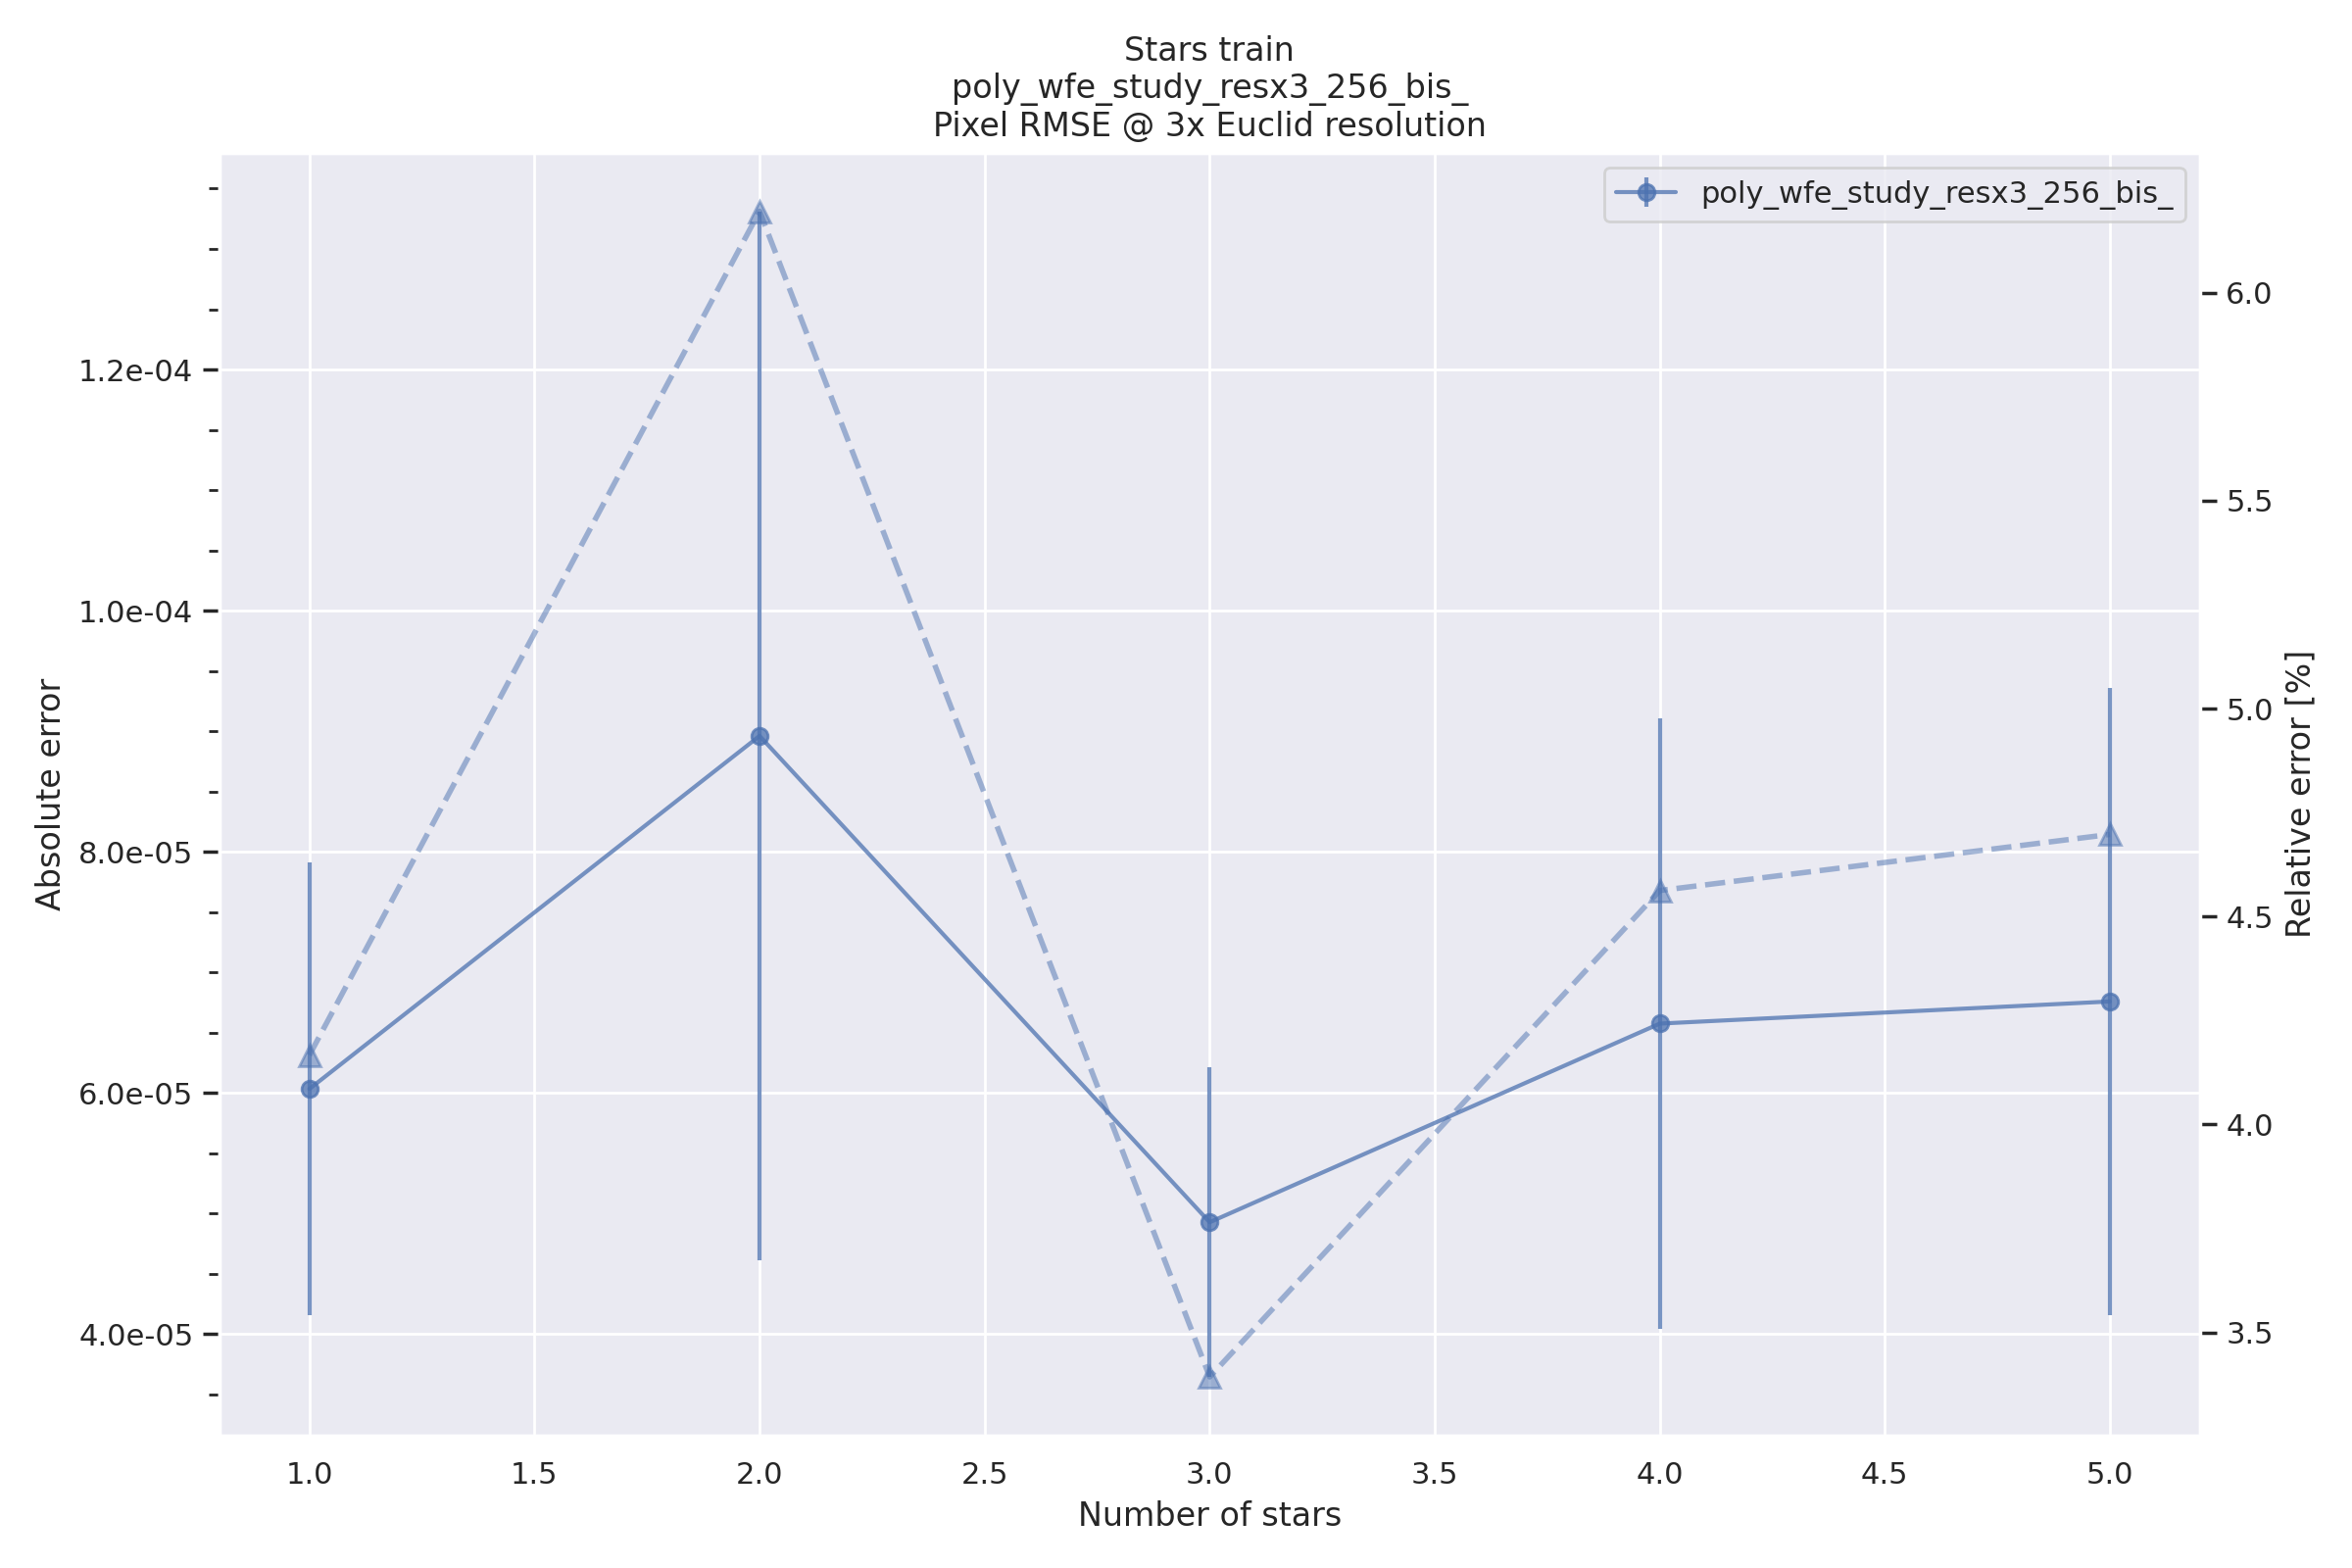 Stars train
poly_wfe_study_resx3_256_bis_
Pixel RMSE @ 3x Euclid resolution
poly_wfe_study_resx3_256_bis_
Absolute error
1.2e-04
1.0e-04
8.0e-05
6.0e-05
4.0e-05
6.0
5.5
5.0
4.5
4.0
3.5
Relative error [%]
1.0 1.5 2.0 2.5 3.0 3.5 4.0 4.5 5.0
Number of stars